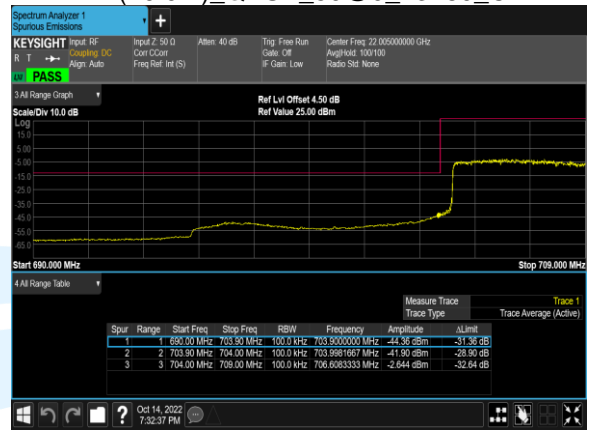 Spectrum Analyzer 1
Spurious Emissions
KEYSIGHT Input: RF Input Z: 50 Ω Atten: 40 dB Trig: Free Run Center Freq: 22.005000000 GHz
R T Coupling: DC Corr CCorr Gate: Off Avg|Hold: 100/100
Align: Auto Freq Ref: Int (S) IF Gain: Low Radio Std: None
PASS
3 All Range Graph
Ref Lvl Offset 4.50 dB
Scale/Div 10.0 dB Ref Value 25.00 dBm
Log
15.0
5.00
-5.00
-15.0
-25.0
-35.0
-45.0
-55.0
-65.0
Start 690.000 MHz Stop 709.000 MHz
4 All Range Table
Measure Trace Trace 1
Trace Type Trace Average (Active)
Spur Range Start Freq Stop Freq RBW Frequency Amplitude ΔLimit
1 1 690.00 MHz 703.90 MHz 100.0 kHz 703.9000000 MHz -44.36 dBm -31.36 dB
2 2 703.90 MHz 704.00 MHz 100.0 kHz 703.9981667 MHz -41.90 dBm -28.90 dB
3 3 704.00 MHz 709.00 MHz 100.0 kHz 706.6083333 MHz -2.644 dBm -32.64 dB
Oct 14, 2022
7:32:37 PM